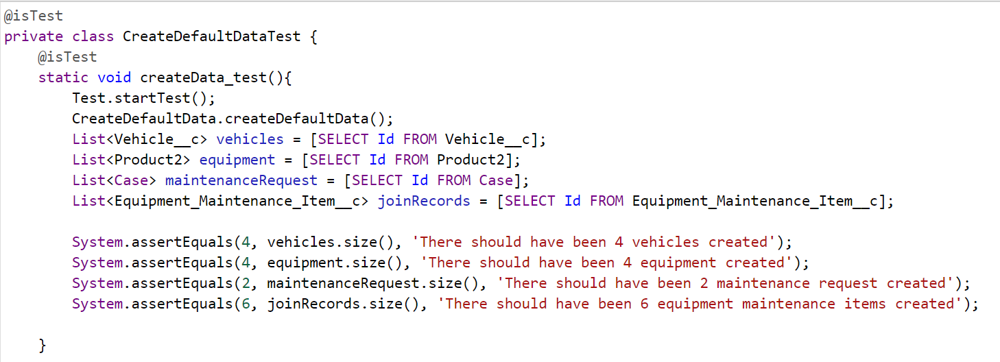 @isTest
private class CreateDefaultDataTest {
    @isTest
    static void createData_test(){
        Test.startTest();
        CreateDefaultData.createDefaultData();
        List<Vehicle__c> vehicles = [SELECT Id FROM Vehicle__c];
        List<Product2> equipment = [SELECT Id FROM Product2];
        List<Case> maintenanceRequest = [SELECT Id FROM Case];
        List<Equipment_Maintenance_Item__c> joinRecords = [SELECT Id FROM Equipment_Maintenance_Item__c];

        System.assertEquals(4, vehicles.size(), 'There should have been 4 vehicles created');
        System.assertEquals(4, equipment.size(), 'There should have been 4 equipment created');
        System.assertEquals(2, maintenanceRequest.size(), 'There should have been 2 maintenance request created');
        System.assertEquals(6, joinRecords.size(), 'There should have been 6 equipment maintenance items created');

    }